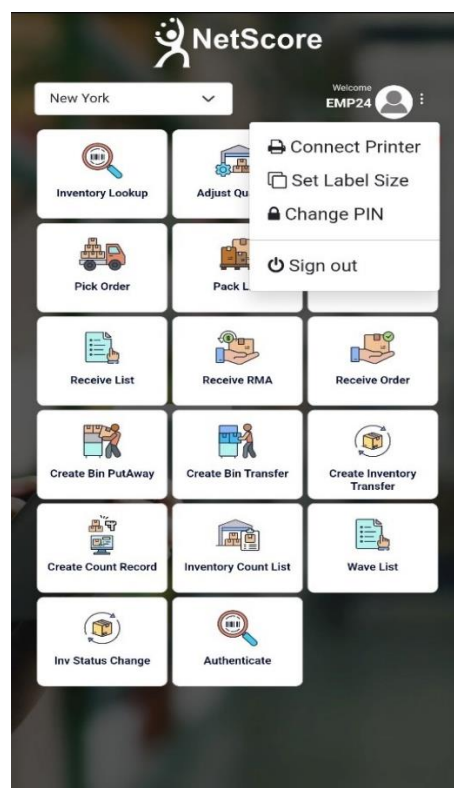 NetScore
New York
Welcome
EMP24
Connect Printer
Set Label Size
Change PIN
Sign out
Inventory Lookup
Adjust Qu
Pick Order
Pack L
Receive List
Receive RMA
Receive Order
Create Bin PutAway
Create Bin Transfer
Create Inventory
Transfer
Create Count Record
Inventory Count List
Wave List
Inv Status Change
Authenticate